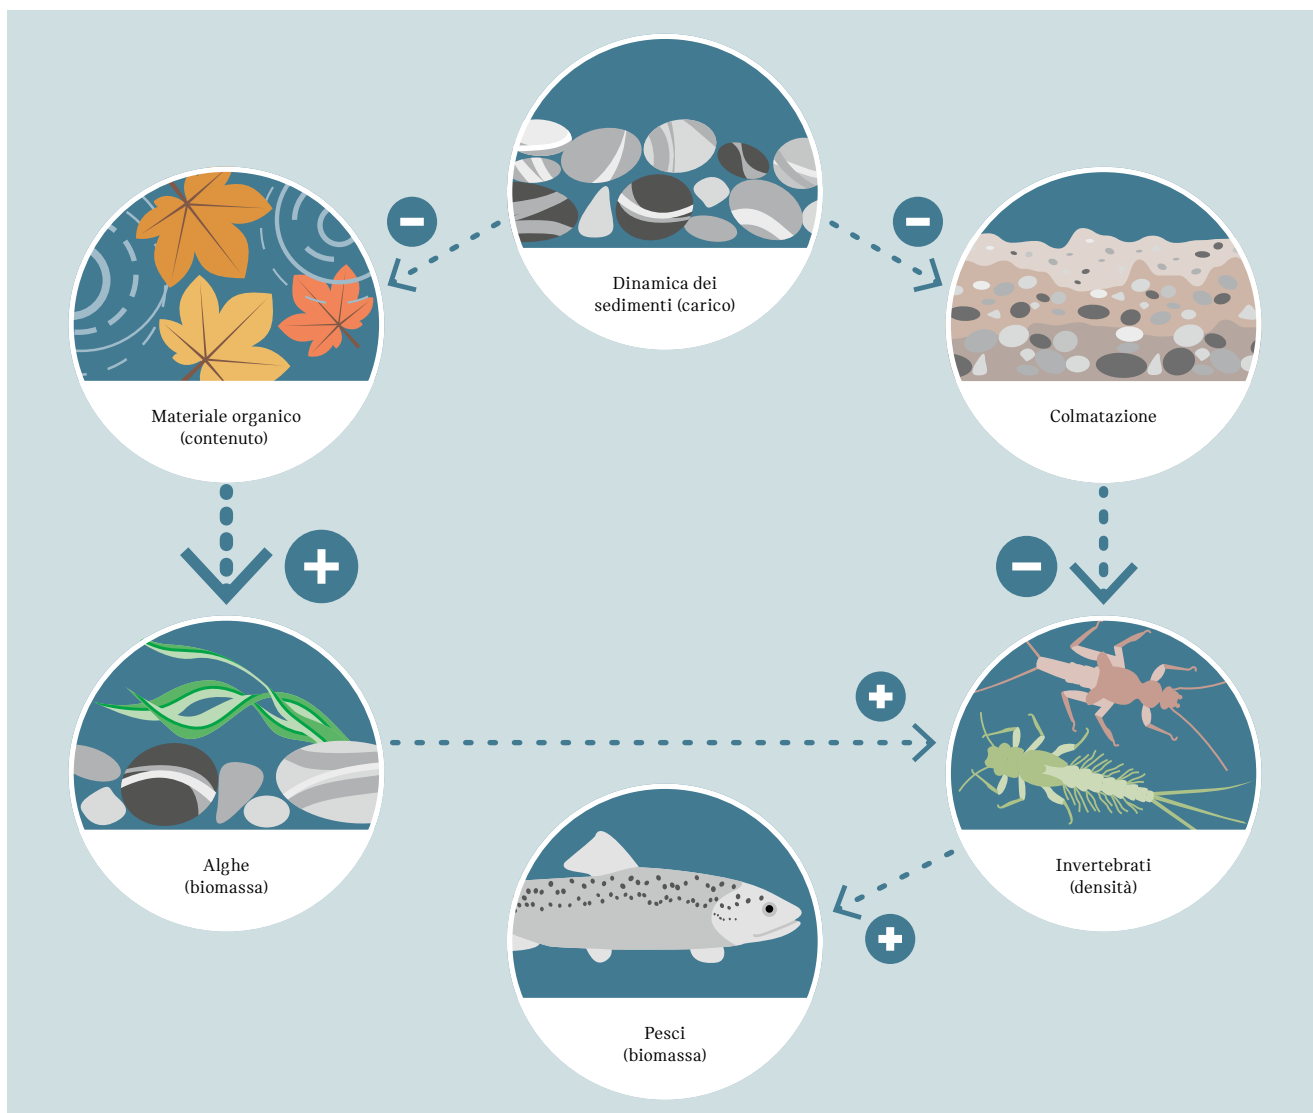 Dinamica dei
sedimenti (carico)
Materiale organico
(contenuto)
Colmatazione
Alghe
(biomassa)
Invertebrati
(densità)
Pesci
(biomassa)